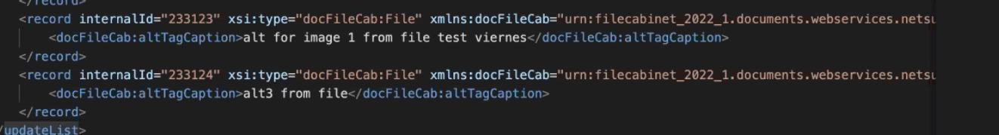 </record>
<record internalId="233123" xsi:type="docFileCab:File" xmlns:docFileCab="urn:filecabinet_2022_1.documents.webservices.netsu
<docFileCab:altTagCaption>alt for image 1 from file test viernes</docFileCab:altTagCaption>
</record>
<record internalId="233124" xsi:type="docFileCab:File" xmlns:docFileCab="urn:filecabinet_2022_1.documents.webservices.netsu
<docFileCab:altTagCaption>alt3 from file</docFileCab:altTagCaption>
</record>
/updateList>